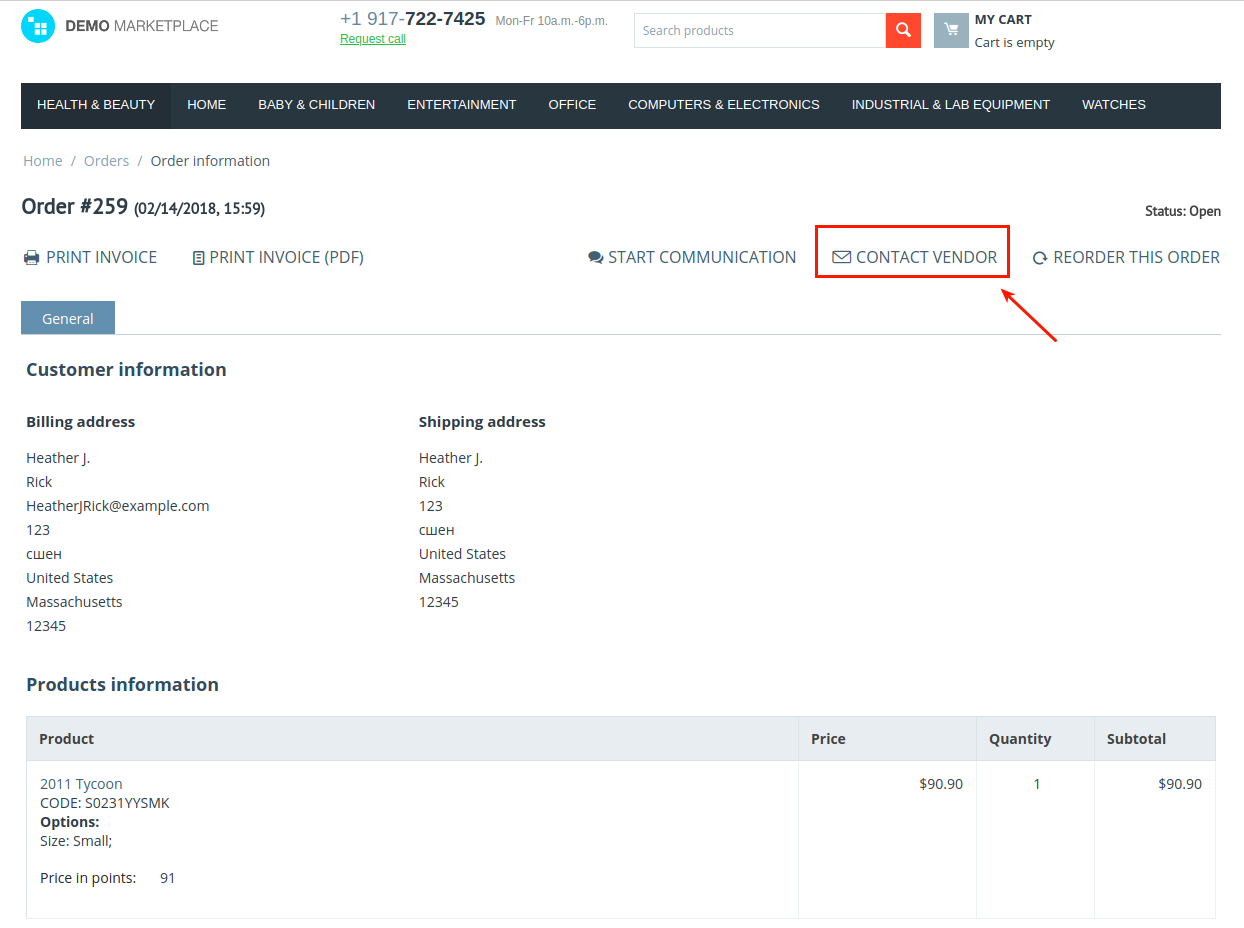 DEMO MARKETPLACE
+1 917-722-7425 Mon-Fr 10a.m.-6p.m.
Request call
Search products
MY CART
Cart is empty
HEALTH & BEAUTY HOME BABY & CHILDREN ENTERTAINMENT OFFICE COMPUTERS & ELECTRONICS INDUSTRIAL & LAB EQUIPMENT WATCHES
Home / Orders / Order information
Order #259 (02/14/2018, 15:59)
Status: Open
PRINT INVOICE PRINT INVOICE (PDF) START COMMUNICATION CONTACT VENDOR REORDER THIS ORDER
General
Customer information
Billing address
Heather J.
Rick
HeatherJRick@example.com
123
сшен
United States
Massachusetts
12345
Shipping address
Heather J.
Rick
123
сшен
United States
Massachusetts
12345
Products information
Product Price Quantity Subtotal
2011 Tycoon $90.90 1 $90.90
CODE: S0231YYSMK
Options:
Size: Small;
Price in points: 91